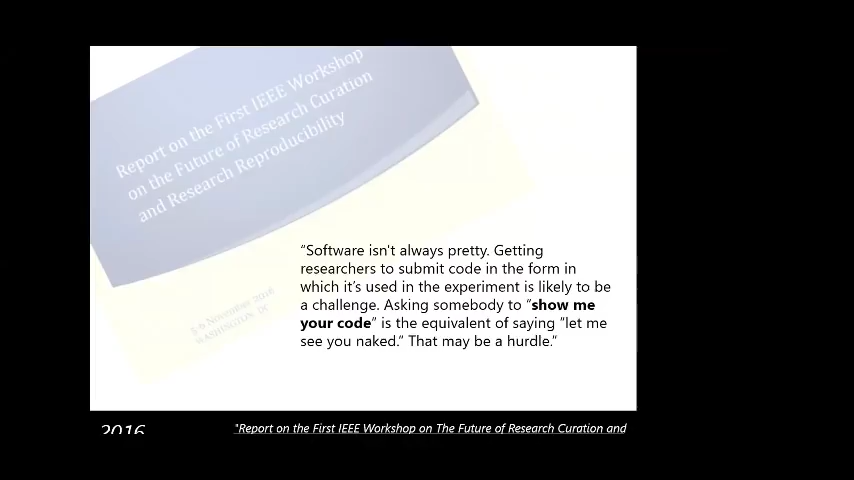 Report on the First IEEE Workshop
on the Future of Research Curation
and Research Reproducibility
"Software isn't always pretty. Getting
researchers to submit code in the form in
which it's used in the experiment is likely to be
a challenge. Asking somebody to "show me
your code" is the equivalent of saying "let me
see you naked." That may be a hurdle."
5-6 November 2016
WASHINGTON, DC
2016
"Report on the First IEEE Workshop on The Future of Research Curation and